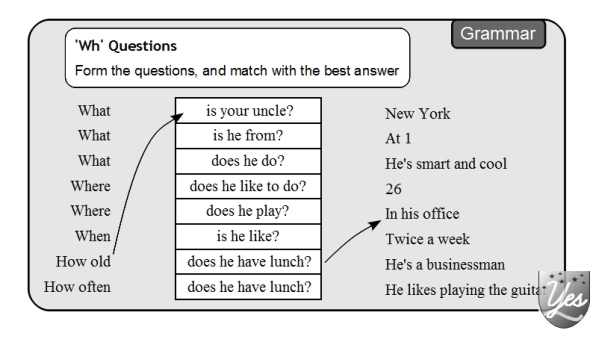 Grammar
'Wh' Questions
Form the questions, and match with the best answer
What is your uncle? New York
What is he from? At 1
What does he do? He's smart and cool
Where does he like to do? 26
Where does he play? In his office
When is he like? Twice a week
How old does he have lunch? He's a businessman
How often does he have lunch? He likes playing the guita
Yes